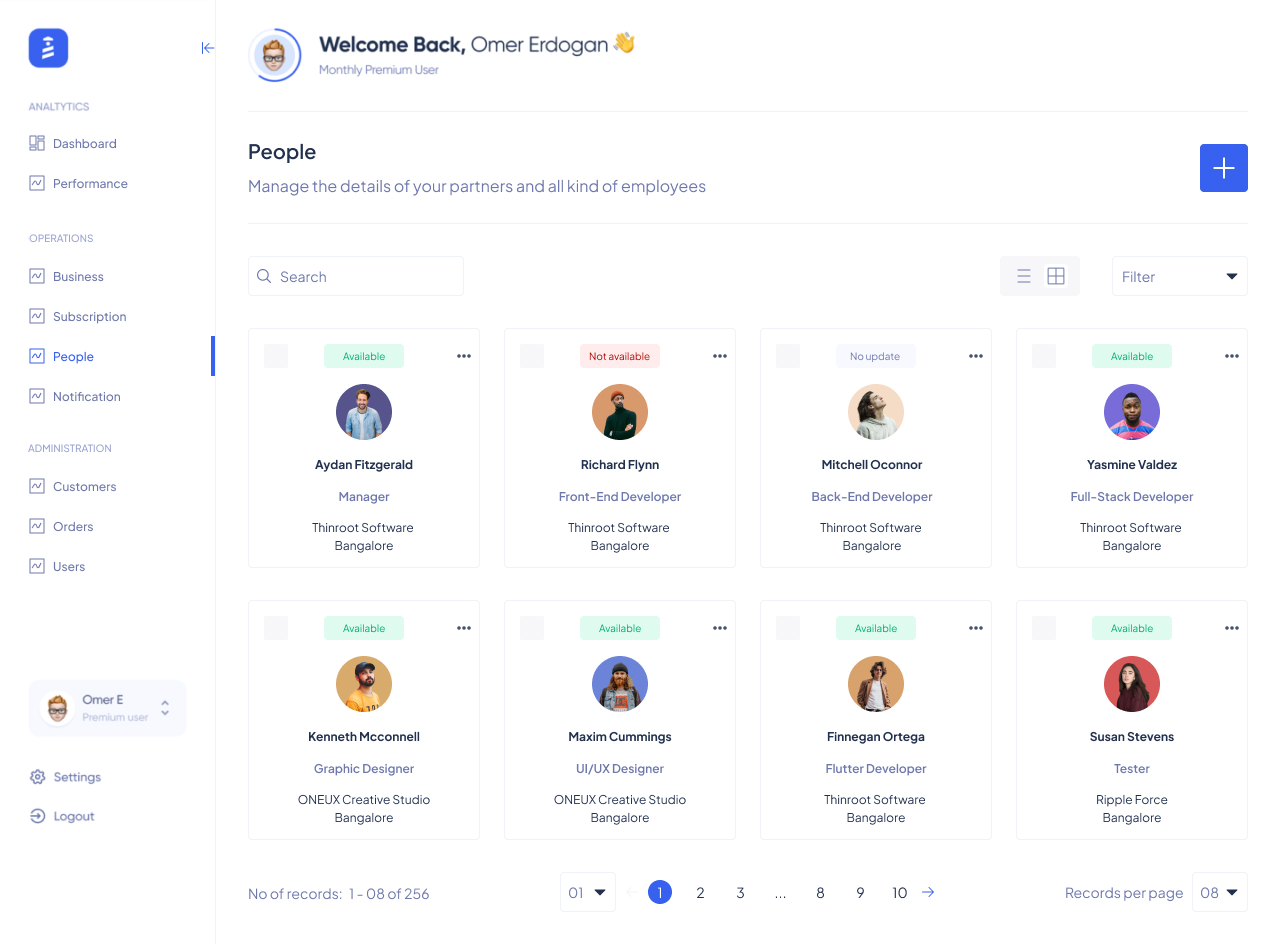 Welcome Back, Omer Erdogan 👋
Monthly Premium User
ANALTYTICS
Dashboard
Performance
OPERATIONS
Business
Subscription
People
Notification
ADMINISTRATION
Customers
Orders
Users
Omer E
Premium user
Settings
Logout
People
Manage the details of your partners and all kind of employees
Search
Filter
Available
Aydan Fitzgerald
Manager
Thinroot Software
Bangalore
Not available
Richard Flynn
Front-End Developer
Thinroot Software
Bangalore
No update
Mitchell Oconnor
Back-End Developer
Thinroot Software
Bangalore
Available
Yasmine Valdez
Full-Stack Developer
Thinroot Software
Bangalore
Available
Kenneth Mcconnell
Graphic Designer
ONEUX Creative Studio
Bangalore
Available
Maxim Cummings
UI/UX Designer
ONEUX Creative Studio
Bangalore
Available
Finnegan Ortega
Flutter Developer
Thinroot Software
Bangalore
Available
Susan Stevens
Tester
Ripple Force
Bangalore
No of records: 1 - 08 of 256
01
1 2 3 ... 8 9 10
Records per page 08